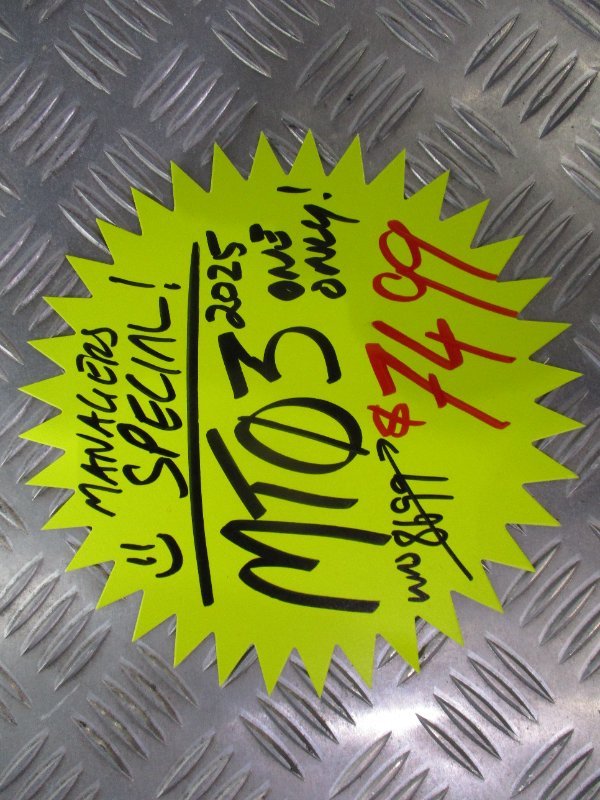 MANAGERS
SPECIAL!
MT03 2025
ONE
ONLY!
WAS 8699 → $7499